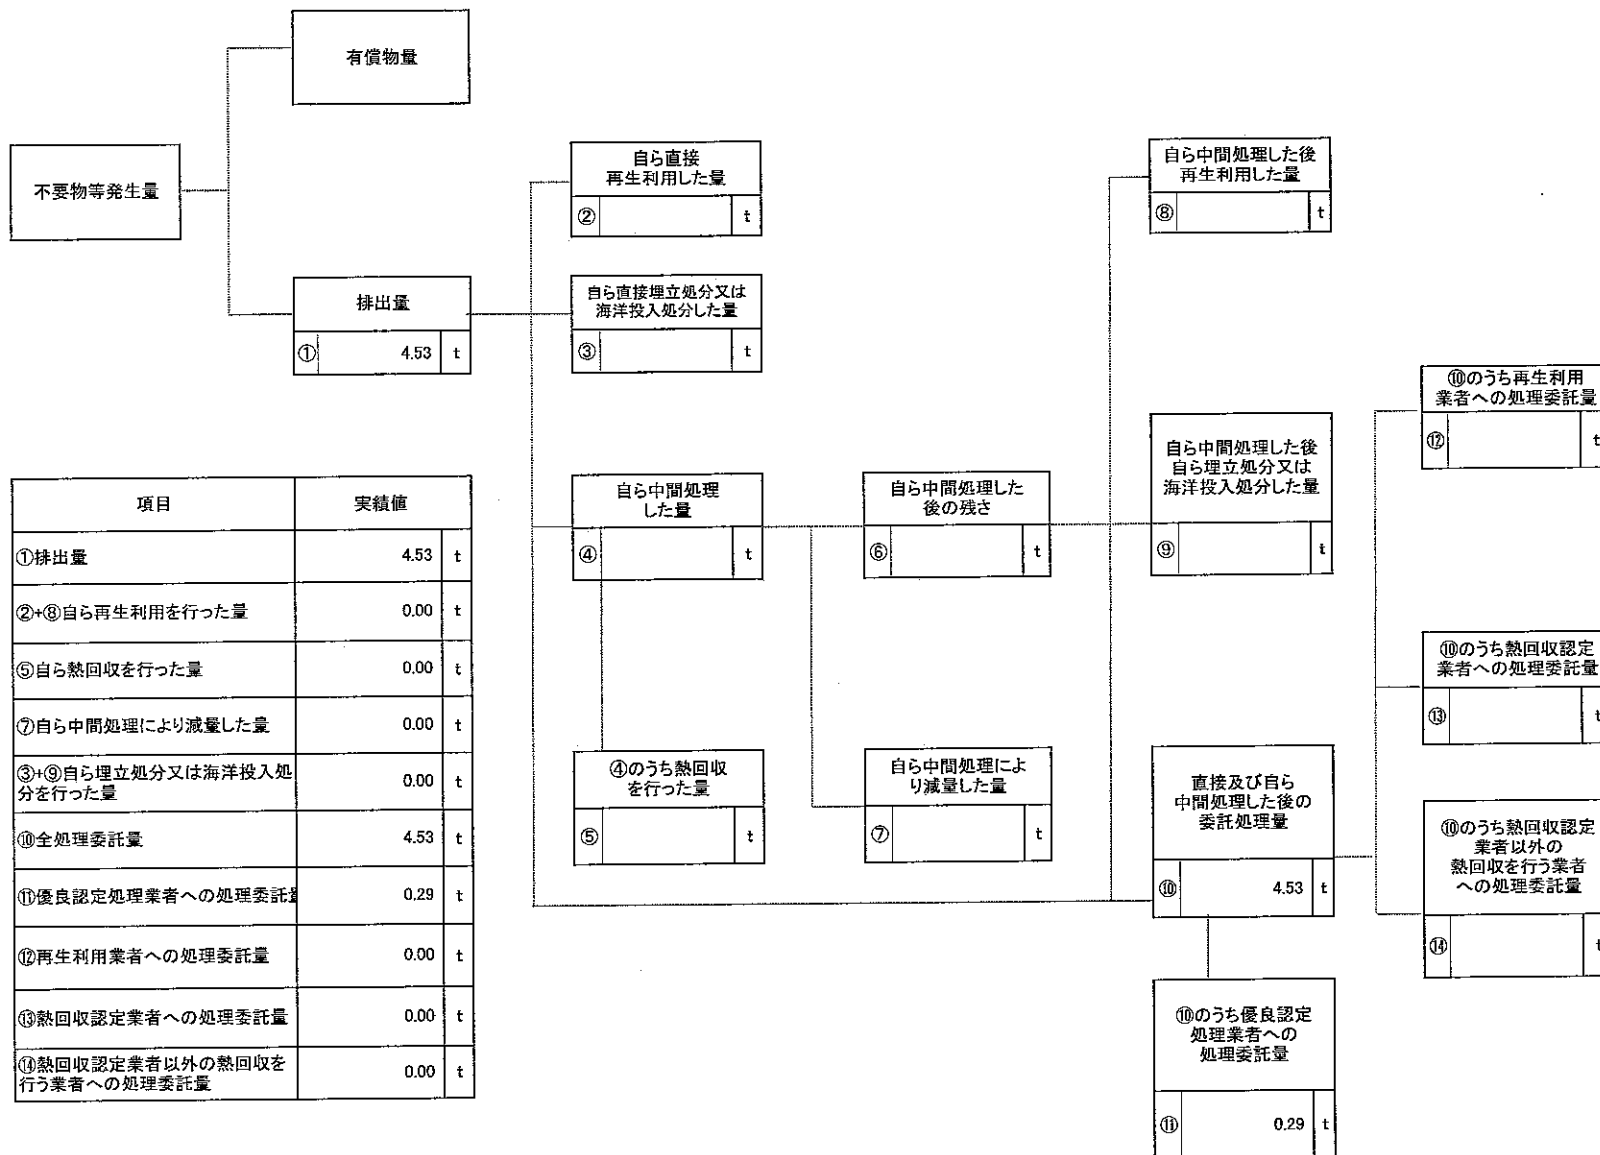 有償物量
不要物等発生量
排出量
① 4.53 t
自ら直接
再生利用した量
② t
自ら直接埋立処分又は
海洋投入処分した量
③ t
自ら中間処理
した量
④ t
④のうち熱回収
を行った量
⑤ t
自ら中間処理した
後の残さ
⑥ t
自ら中間処理によ
り減量した量
⑦ t
自ら中間処理した後
再生利用した量
⑧ t
自ら中間処理した後
自ら埋立処分又は
海洋投入処分した量
⑨ t
直接及び自ら
中間処理した後の
委託処理量
⑩ 4.53 t
⑩のうち優良認定
処理業者への
処理委託量
⑪ 0.29 t
⑩のうち再生利用
業者への処理委託量
⑫ t
⑩のうち熱回収認定
業者への処理委託量
⑬ t
⑩のうち熱回収認定
業者以外の
熱回収を行う業者
への処理委託量
⑭ t
項目 実績値
①排出量 4.53 t
②+⑧自ら再生利用を行った量 0.00 t
⑤自ら熱回収を行った量 0.00 t
⑦自ら中間処理により減量した量 0.00 t
③+⑨自ら埋立処分又は海洋投入処
分を行った量 0.00 t
⑩全処理委託量 4.53 t
⑪優良認定処理業者への処理委託量 0.29 t
⑫再生利用業者への処理委託量 0.00 t
⑬熱回収認定業者への処理委託量 0.00 t
⑭熱回収認定業者以外の熱回収を
行う業者への処理委託量 0.00 t